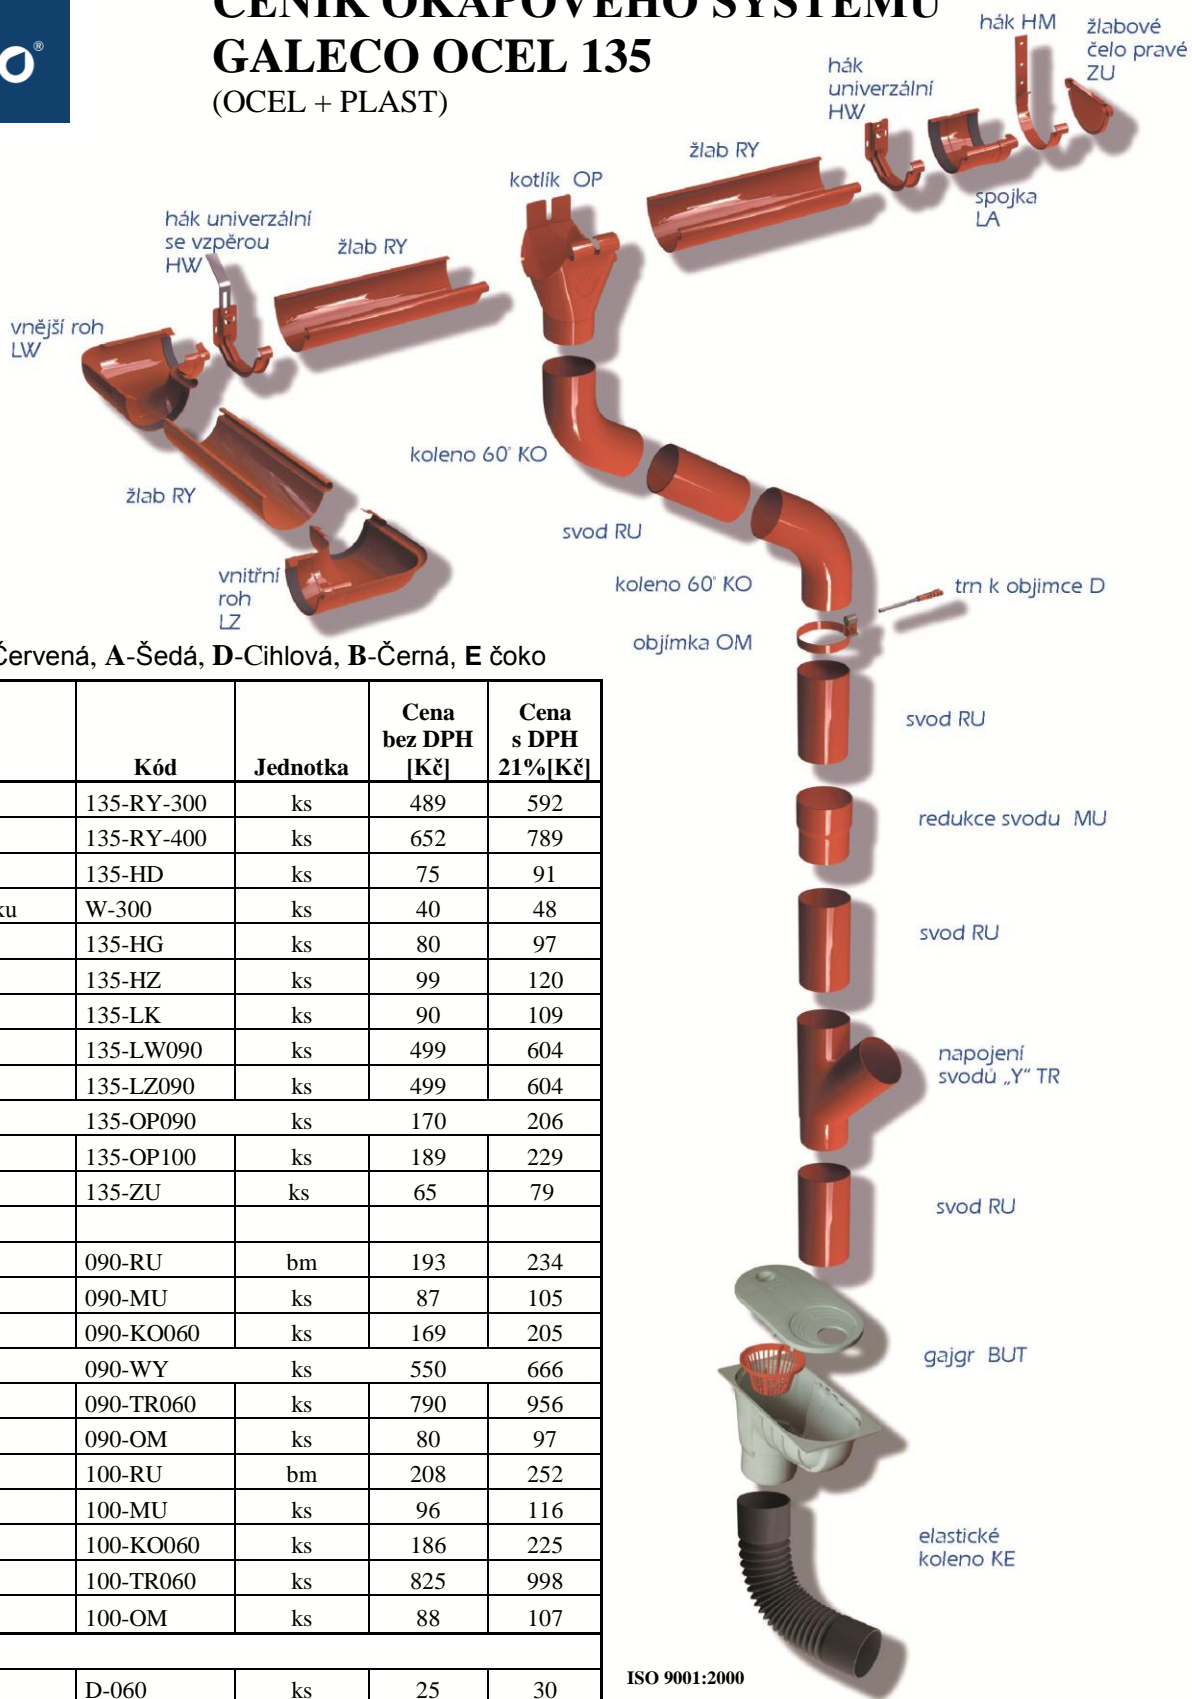 CENÍK OKAPOVÉHO SYSTÉMU
GALECO OCEL 135
(OCEL + PLAST)
®
hák HM
žlabové
čelo pravé
ZU
hák
univerzální
HW
žlab RY
spojka
LA
kotlík OP
hák univerzální
se vzpěrou
HW
žlab RY
vnější roh
LW
koleno 60° KO
žlab RY
svod RU
vnitřní
roh
LZ
koleno 60° KO
trn k objimce D
objímka OM
Červená, A-Šedá, D-Cihlová, B-Černá, E čoko
Kód Jednotka Cena bez DPH [Kč] Cena s DPH 21%[Kč]
135-RY-300 ks 489 592
135-RY-400 ks 652 789
135-HD ks 75 91
ku W-300 ks 40 48
135-HG ks 80 97
135-HZ ks 99 120
135-LK ks 90 109
135-LW090 ks 499 604
135-LZ090 ks 499 604
135-OP090 ks 170 206
135-OP100 ks 189 229
135-ZU ks 65 79
090-RU bm 193 234
090-MU ks 87 105
090-KO060 ks 169 205
090-WY ks 550 666
090-TR060 ks 790 956
090-OM ks 80 97
100-RU bm 208 252
100-MU ks 96 116
100-KO060 ks 186 225
100-TR060 ks 825 998
100-OM ks 88 107
D-060 ks 25 30
svod RU
redukce svodu MU
svod RU
napojení
svodů „Y“ TR
svod RU
gajgr BUT
elastické
koleno KE
ISO 9001:2000